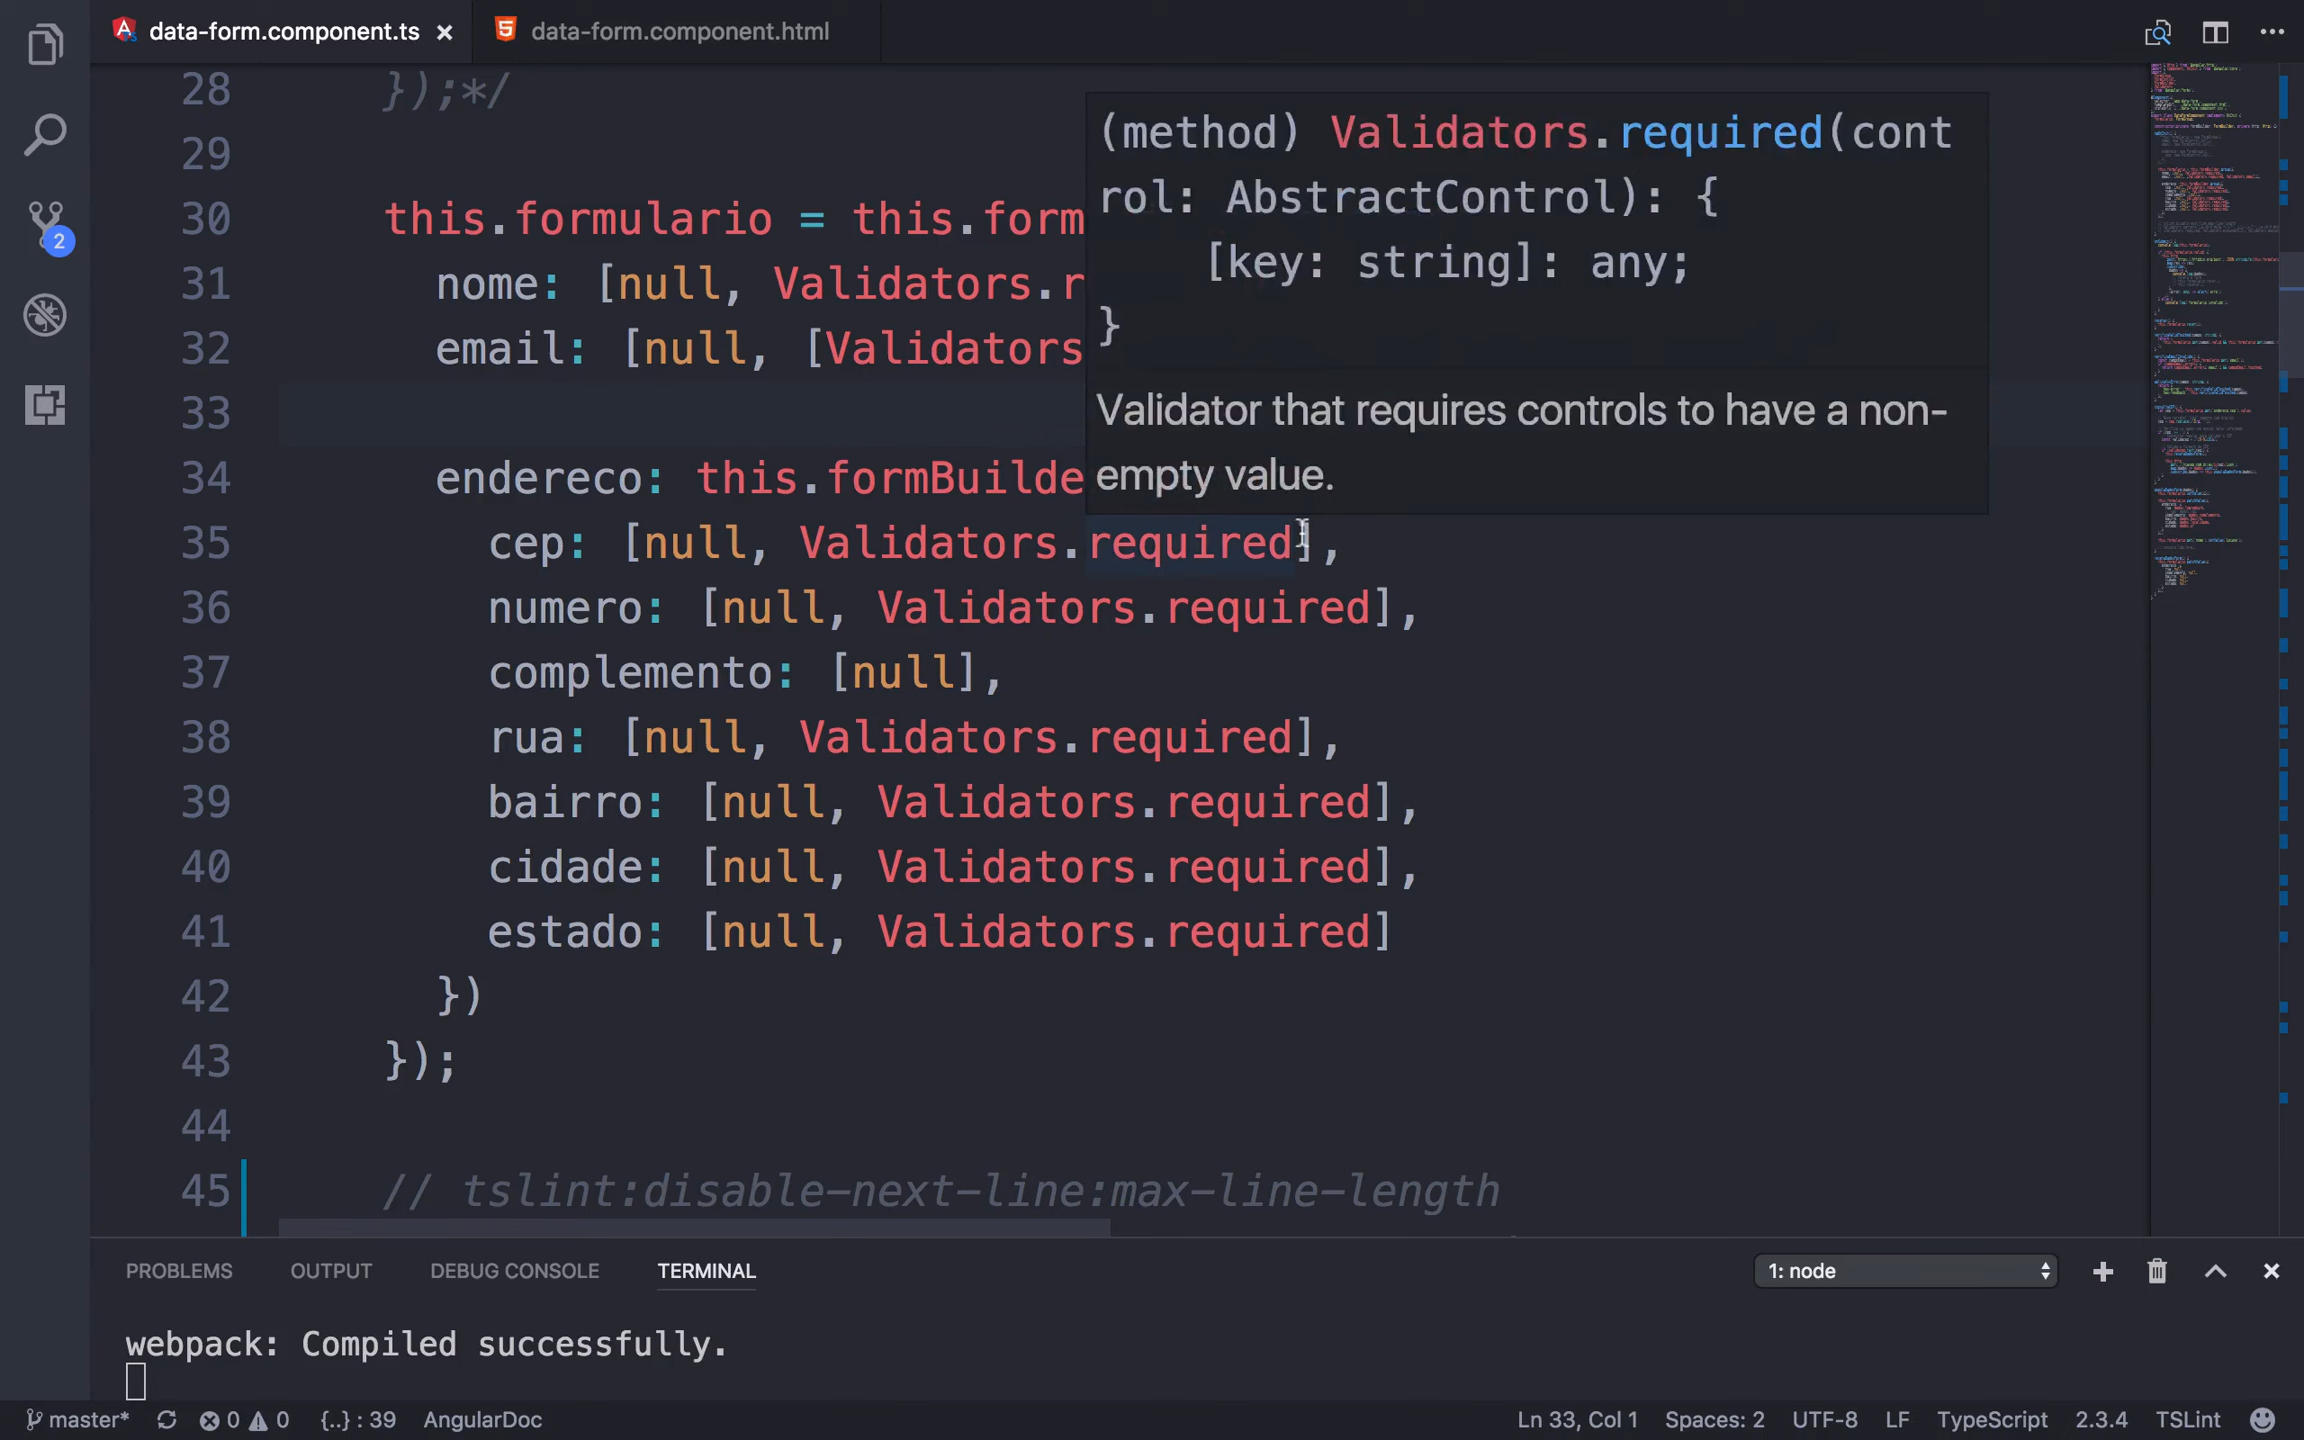 data-form.component.ts
data-form.component.html
28 });*/
29
30 this.formulario = this.form
31 nome: [null, Validators.r
32 email: [null, [Validators
33
34 endereco: this.formBuilde
35 cep: [null, Validators.required],
36 numero: [null, Validators.required],
37 complemento: [null],
38 rua: [null, Validators.required],
39 bairro: [null, Validators.required],
40 cidade: [null, Validators.required],
41 estado: [null, Validators.required]
42 })
43 });
44
45 // tslint:disable-next-line:max-line-length
(method) Validators.required(cont
rol: AbstractControl): {
[key: string]: any;
}
Validator that requires controls to have a non-
empty value.
2
PROBLEMS OUTPUT DEBUG CONSOLE TERMINAL 1: node
webpack: Compiled successfully.
master* 0 0 {..} : 39 AngularDoc Ln 33, Col 1 Spaces: 2 UTF-8 LF TypeScript 2.3.4 TSLint